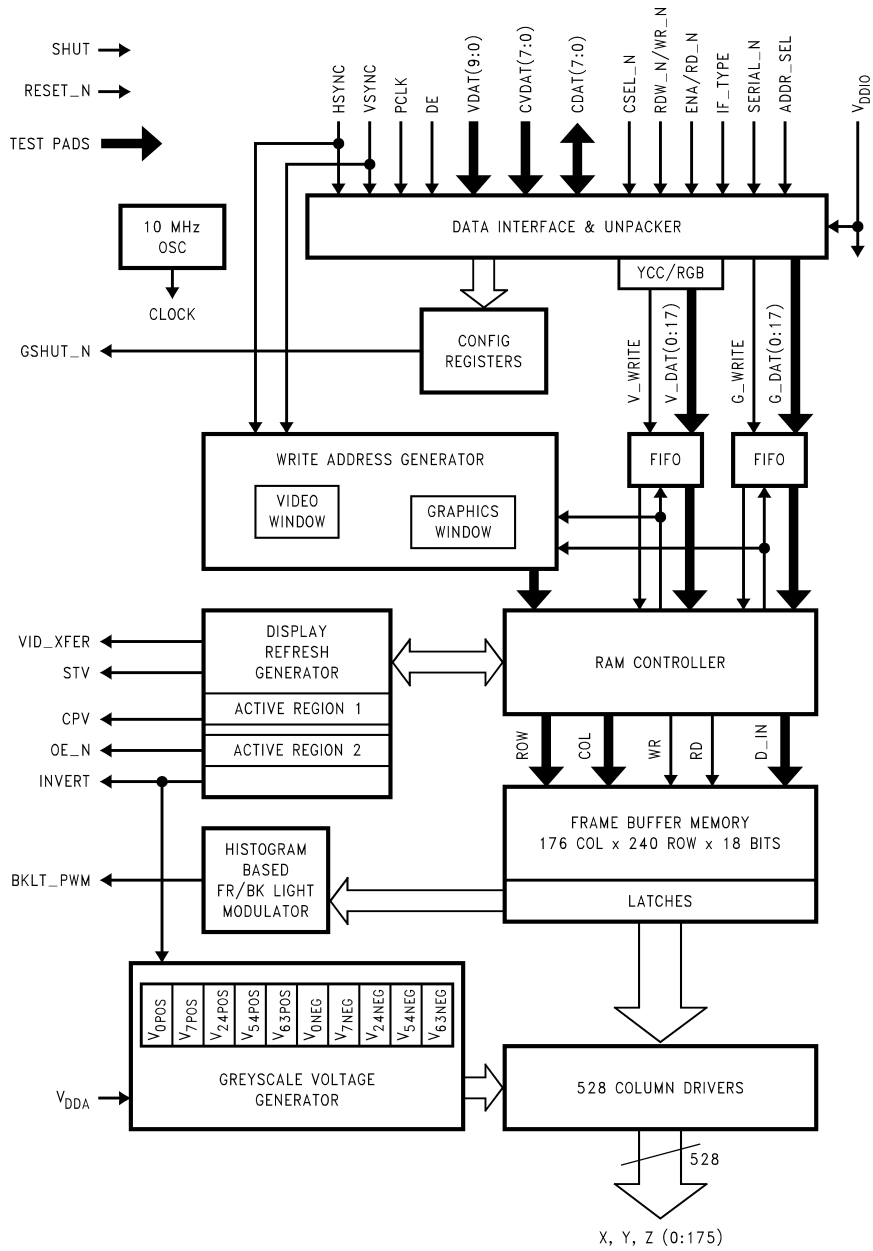 SHUT
RESET_N
TEST PADS
HSYNC
VSYNC
PCLK
DE
VDAT(9:0)
CVDAT(7:0)
CDAT(7:0)
CSEL_N
RDW_N/WR_N
ENA/RD_N
IF_TYPE
SERIAL_N
ADDR_SEL
VDDIO
DATA INTERFACE & UNPACKER
10 MHz
OSC
CLOCK
YCC/RGB
GSHUT_N
CONFIG
REGISTERS
V_WRITE
V_DAT(0:17)
G_WRITE
G_DAT(0:17)
WRITE ADDRESS GENERATOR
VIDEO
WINDOW
GRAPHICS
WINDOW
FIFO
FIFO
VID_XFER
STV
CPV
OE_N
INVERT
DISPLAY
REFRESH
GENERATOR
ACTIVE REGION 1
ACTIVE REGION 2
RAM CONTROLLER
ROW
COL
WR
RD
D_IN
FRAME BUFFER MEMORY
176 COL x 240 ROW x 18 BITS
LATCHES
BKLT_PWM
HISTOGRAM
BASED
FR/BK LIGHT
MODULATOR
V0POS
V7POS
V24POS
V54POS
V63POS
V0NEG
V7NEG
V24NEG
V54NEG
V63NEG
GREYSCALE VOLTAGE
GENERATOR
VDDA
528 COLUMN DRIVERS
528
X, Y, Z (0:175)